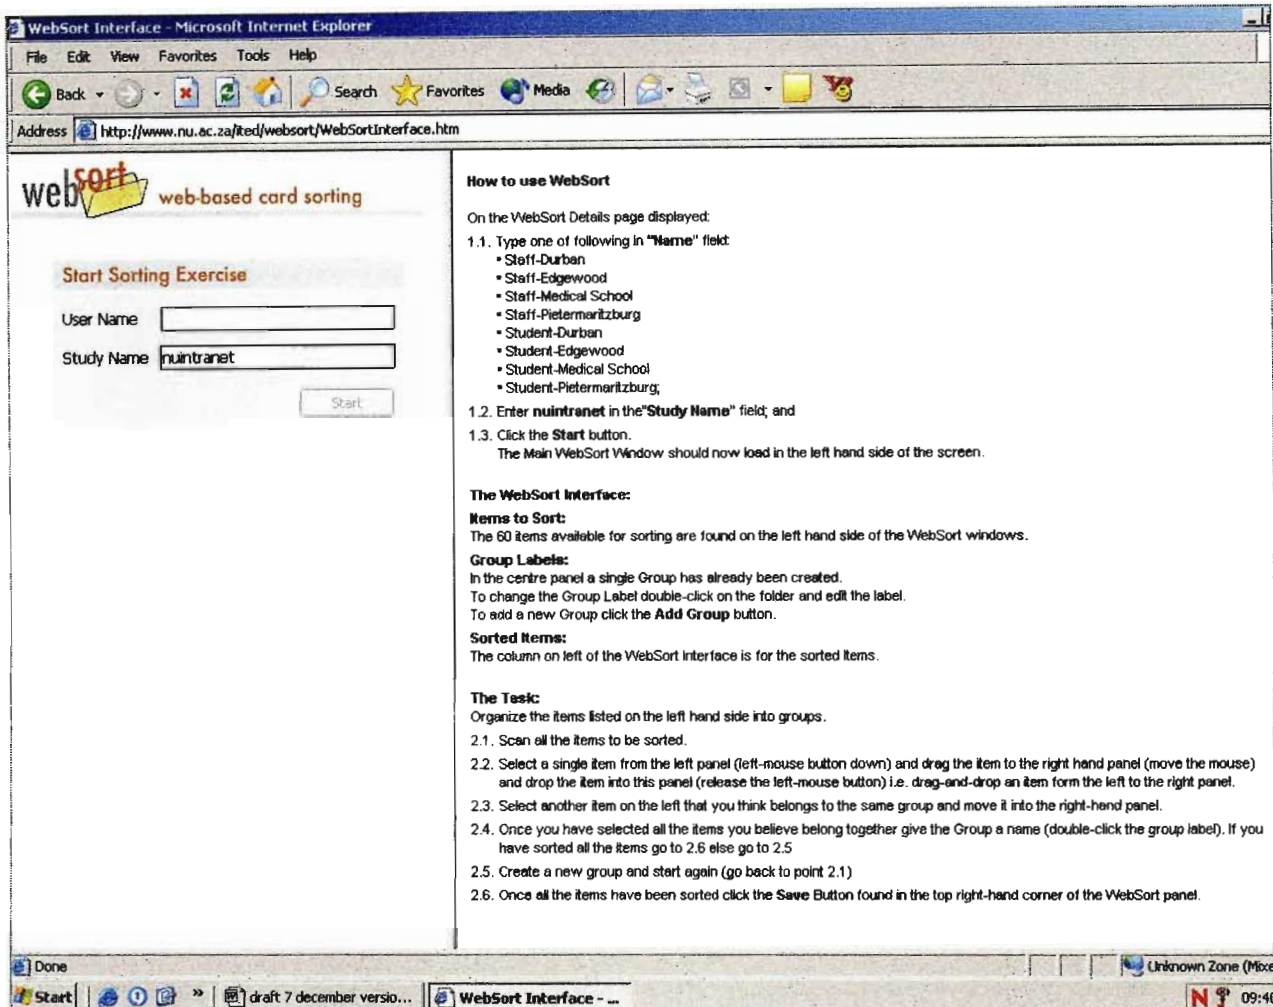 WebSort Interface - Microsoft Internet Explorer
File Edit View Favorites Tools Help
Back Search Favorites Media
Address http://www.nu.ac.za/ited/websort/WebSortInterface.htm
websort web-based card sorting
Start Sorting Exercise
User Name
Study Name nuintranet
Start
How to use WebSort
On the WebSort Details page displayed:
1.1. Type one of following in "Name" field:
• Staff-Durban
• Staff-Edgewood
• Staff-Medical School
• Staff-Pietermaritzburg
• Student-Durban
• Student-Edgewood
• Student-Medical School
• Student-Pietermaritzburg;
1.2. Enter nuintranet in the"Study Name" field; and
1.3. Click the Start button.
The Main WebSort Window should now load in the left hand side of the screen.
The WebSort Interface:
Items to Sort:
The 60 items available for sorting are found on the left hand side of the WebSort windows.
Group Labels:
In the centre panel a single Group has already been created.
To change the Group Label double-click on the folder and edit the label.
To add a new Group click the Add Group button.
Sorted Items:
The column on left of the WebSort interface is for the sorted items.
The Task:
Organize the items listed on the left hand side into groups.
2.1. Scan all the items to be sorted.
2.2. Select a single item from the left panel (left-mouse button down) and drag the item to the right hand panel (move the mouse)
and drop the item into this panel (release the left-mouse button) i.e. drag-and-drop an item form the left to the right panel.
2.3. Select another item on the left that you think belongs to the same group and move it into the right-hand panel.
2.4. Once you have selected all the items you believe belong together give the Group a name (double-click the group label). If you
have sorted all the items go to 2.6 else go to 2.5
2.5. Create a new group and start again (go back to point 2.1)
2.6. Once all the items have been sorted click the Save Button found in the top right-hand corner of the WebSort panel.
Done Unknown Zone (Mixe
Start » draft 7 december versio... WebSort Interface - ... N 09:40